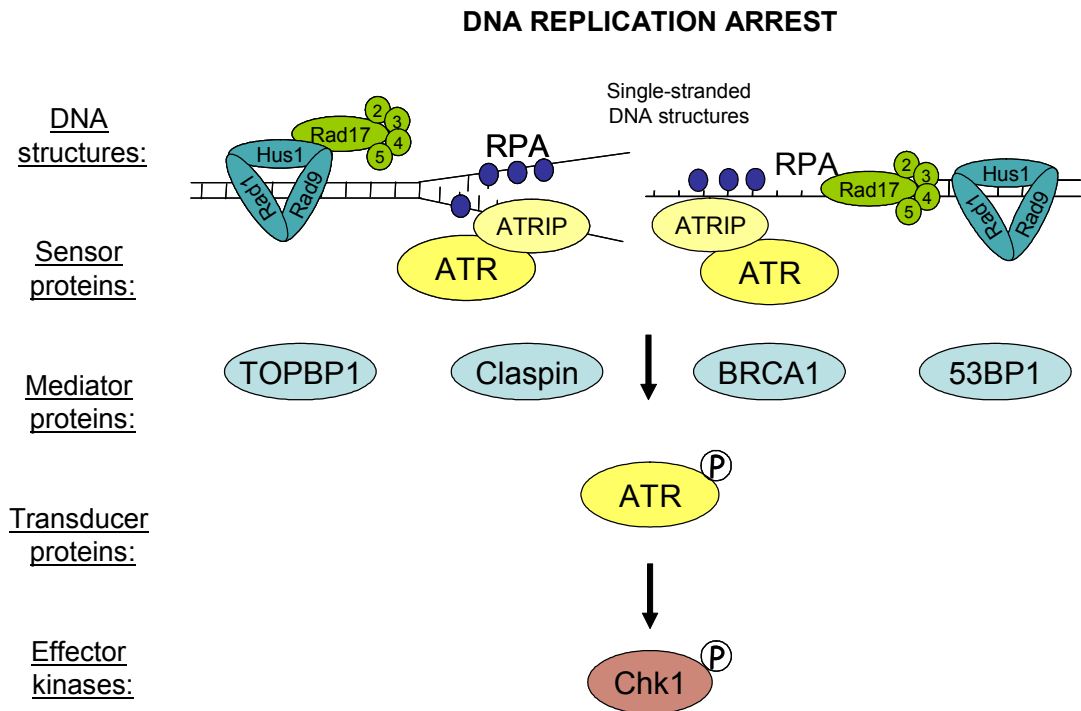 DNA REPLICATION ARREST
DNA
structures:
Single-stranded
DNA structures
2
3
4
5
Rad17
Hus1
Rad1
Rad9
RPA
RPA
2
3
4
5
Rad17
Hus1
Rad1
Rad9
Sensor
proteins:
ATRIP
ATR
ATRIP
ATR
Mediator
proteins:
TOPBP1
Claspin
BRCA1
53BP1
Transducer
proteins:
ATR
P
Effector
kinases:
Chk1
P